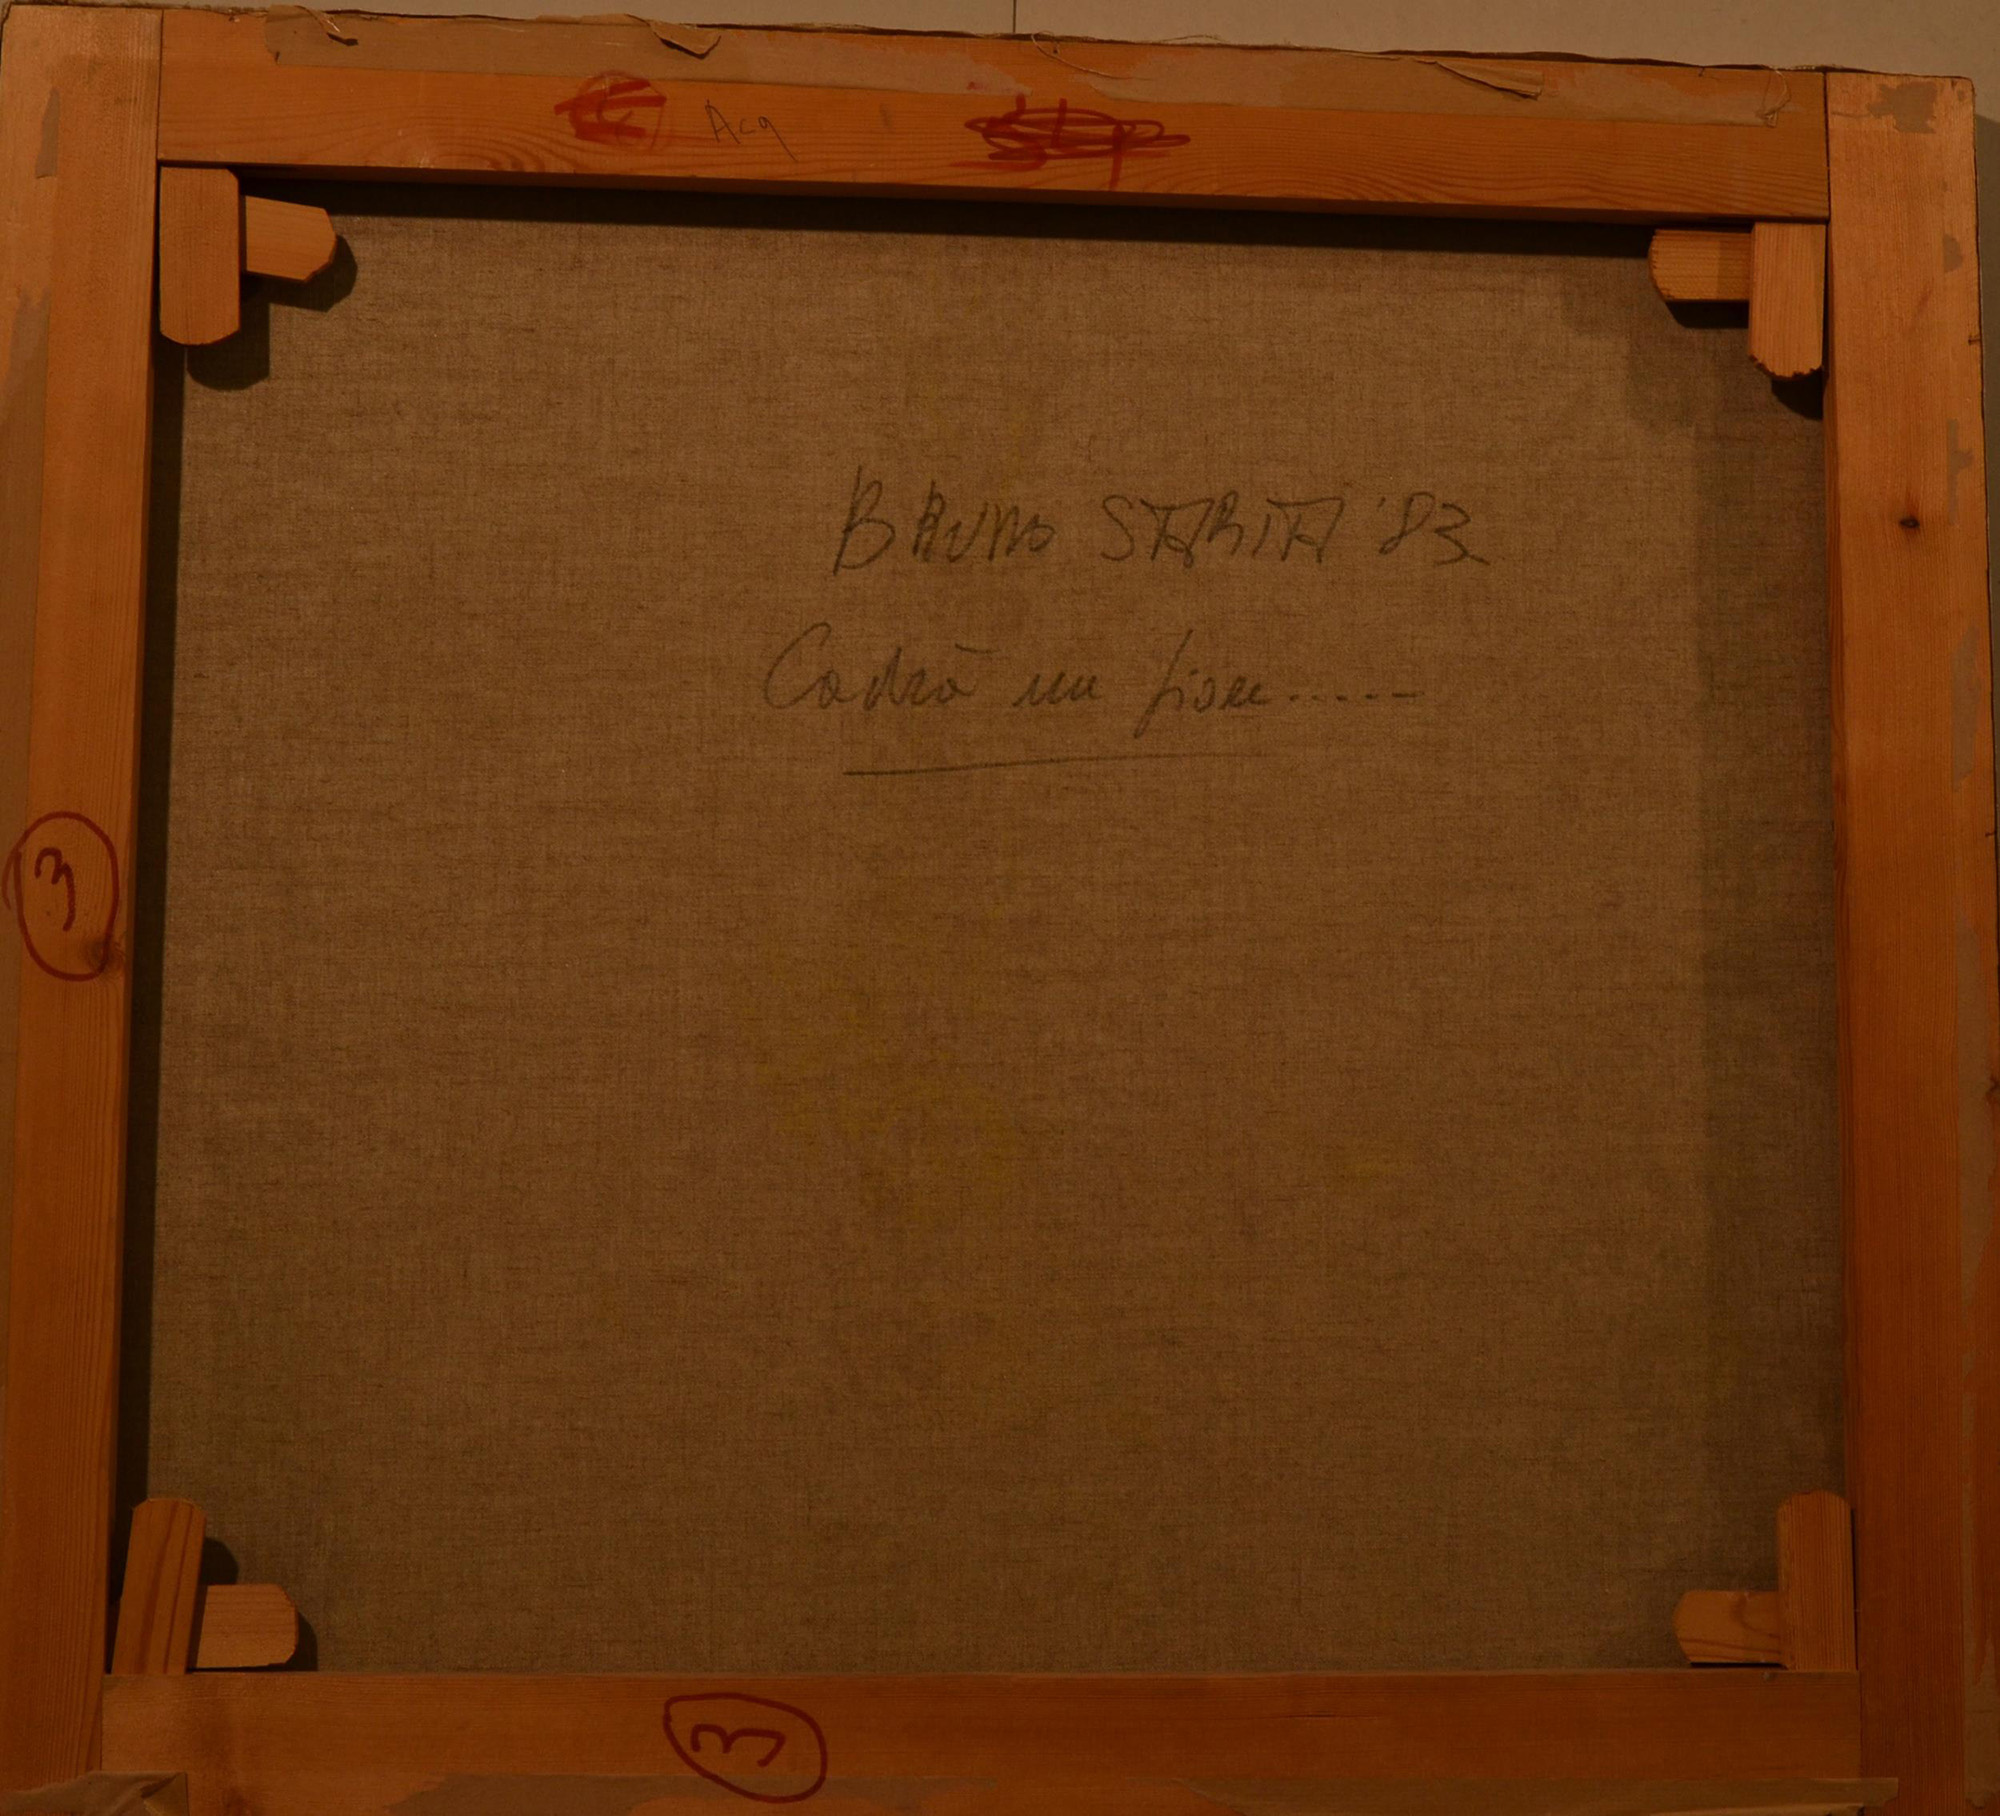 Acq
BRUNO STARITA '83
Cadrà un fiore.....
3
3